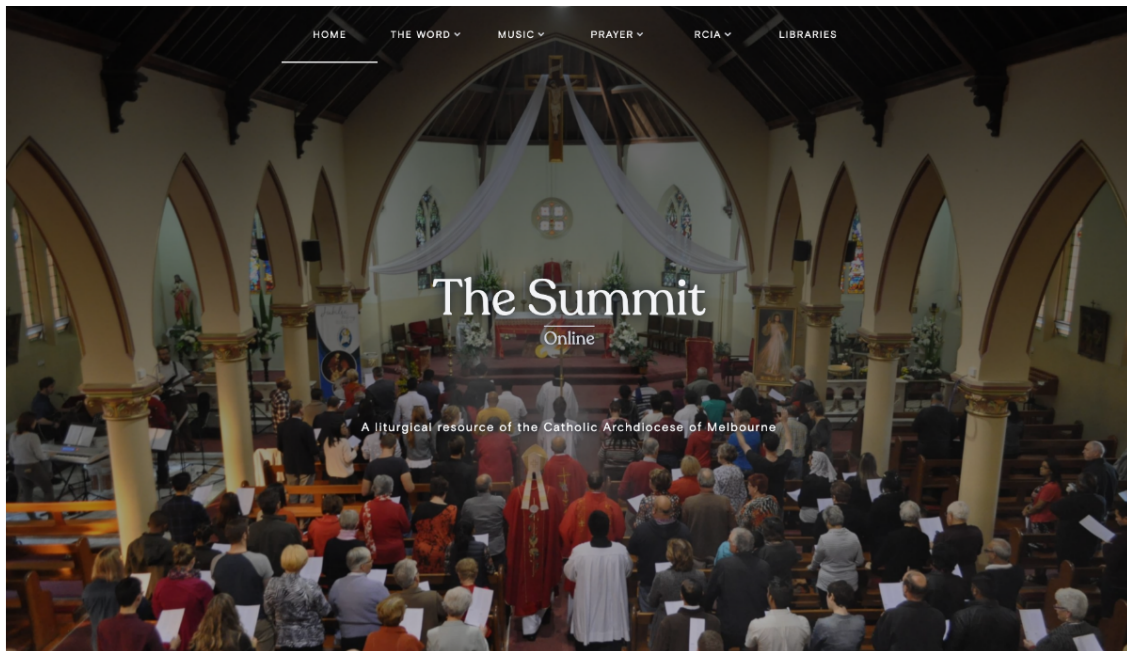 HOME THE WORD MUSIC PRAYER RCIA LIBRARIES
The Summit
Online
A liturgical resource of the Catholic Archdiocese of Melbourne